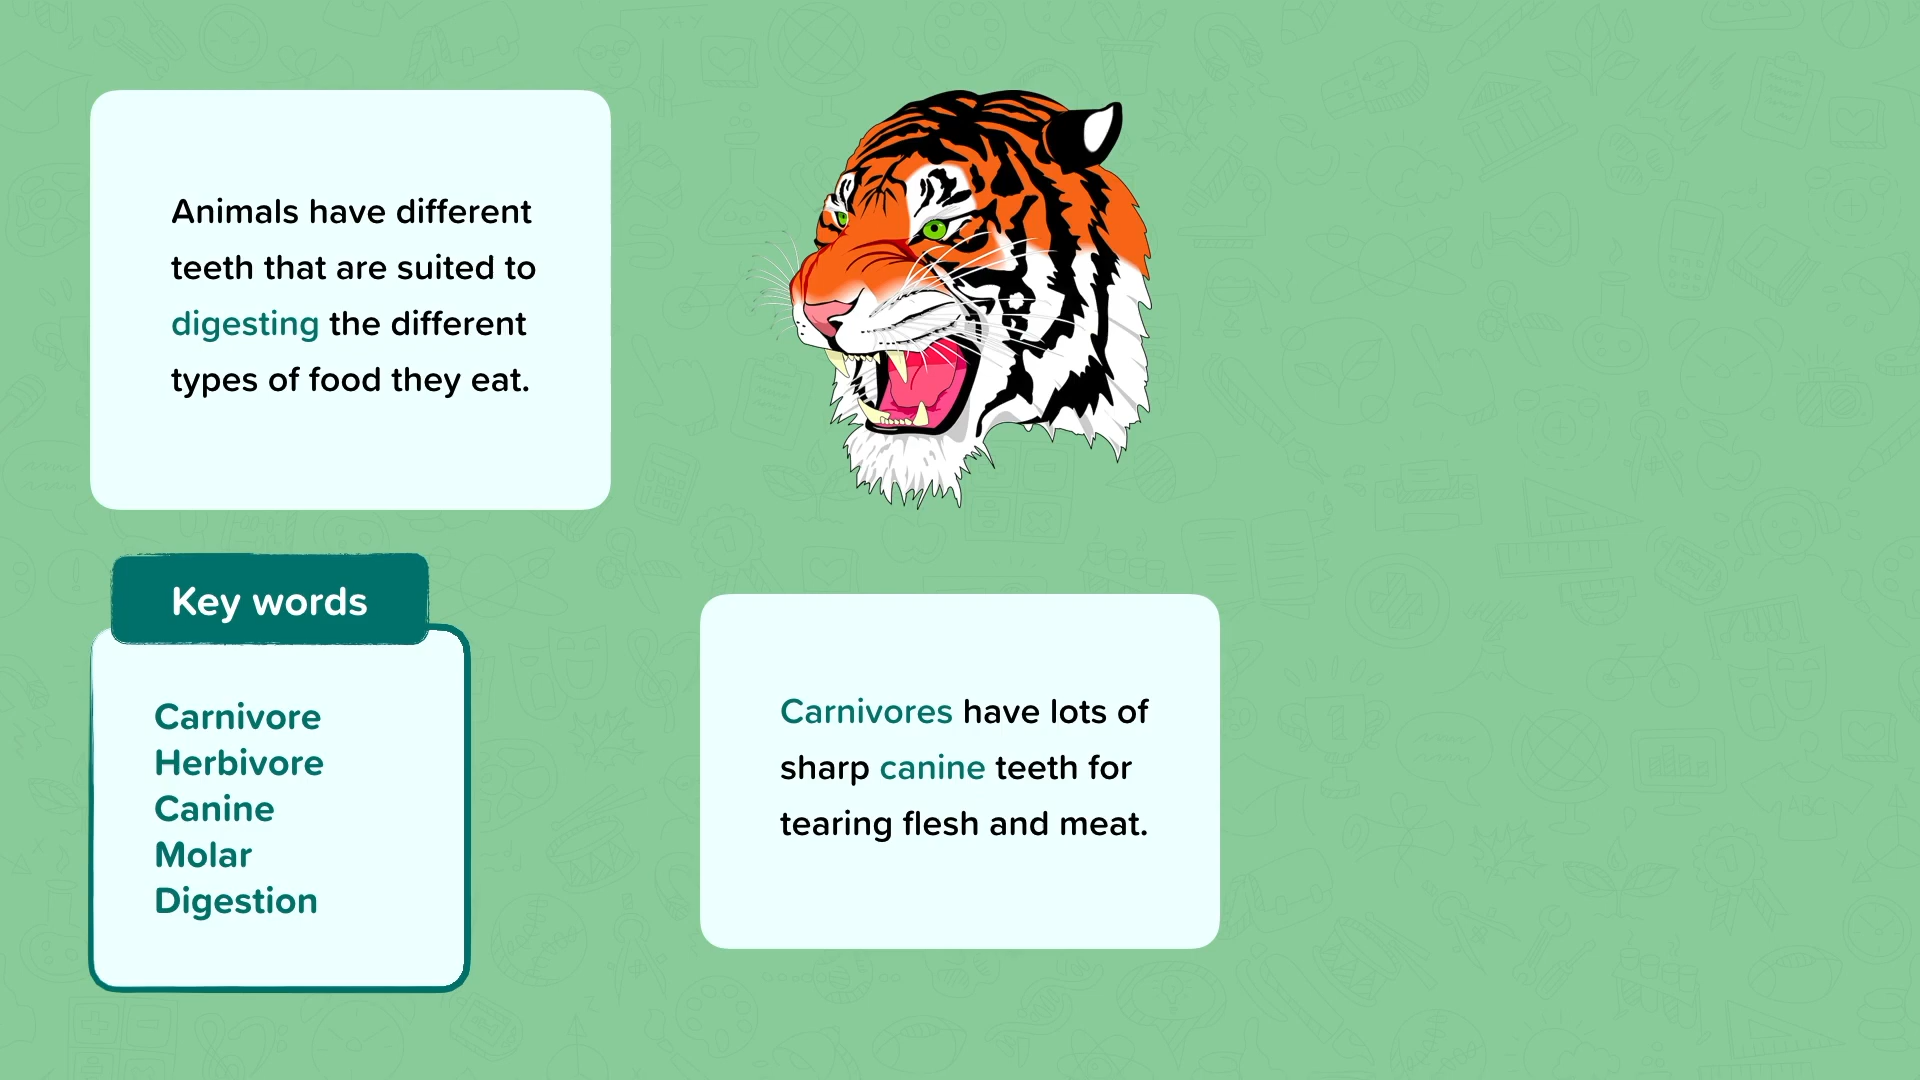 Animals have different
teeth that are suited to
digesting the different
types of food they eat.
Key words
Carnivore
Herbivore
Canine
Molar
Digestion
Carnivores have lots of
sharp canine teeth for
tearing flesh and meat.